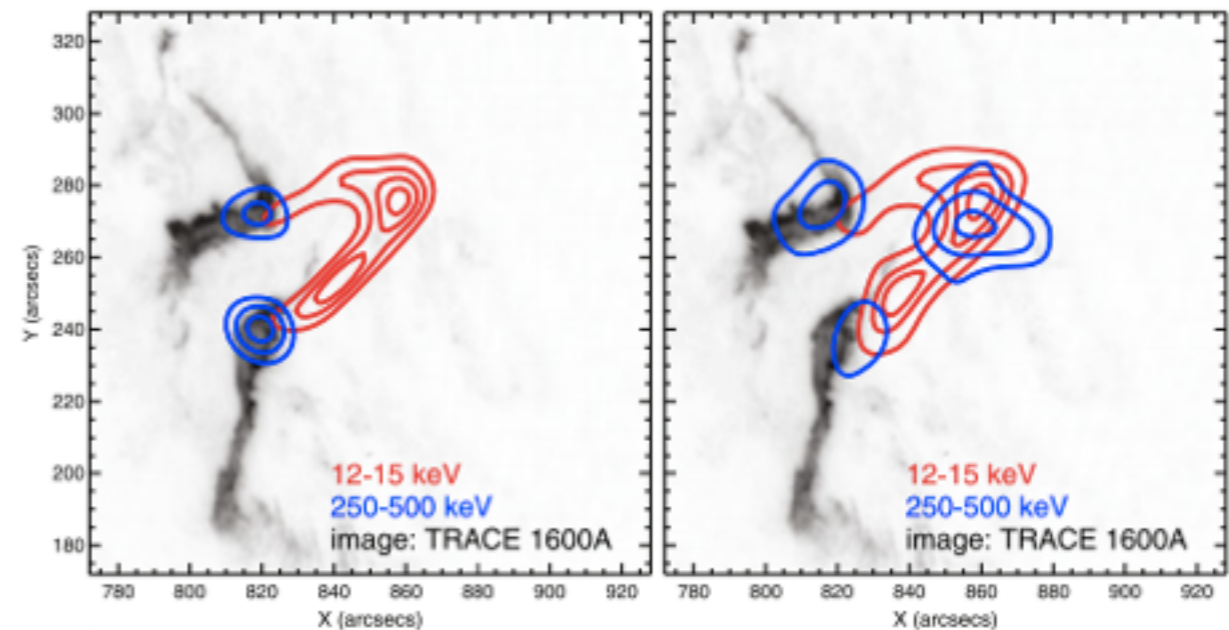 320
300
280
260
240
220
200
180
Y (arcsecs)
12-15 keV
250-500 keV
image: TRACE 1600A
780 800 820 840 860 880 900 920
X (arcsecs)
12-15 keV
250-500 keV
image: TRACE 1600A
780 800 820 840 860 880 900 920
X (arcsecs)